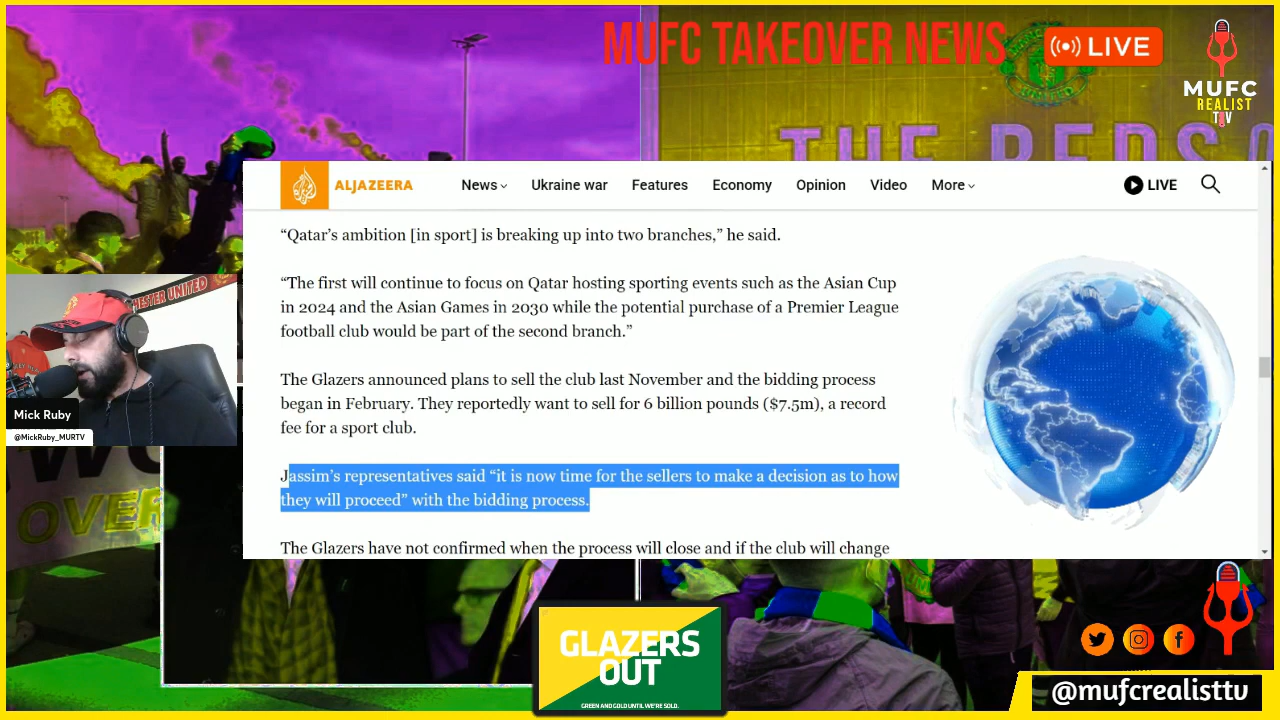 MUFC TAKEOVER NEWS
LIVE
MUFC
REALIST
TV
UNITED
THE REDS
ALJAZEERA
News
Ukraine war
Features
Economy
Opinion
Video
More
LIVE
“Qatar’s ambition [in sport] is breaking up into two branches,” he said.
“The first will continue to focus on Qatar hosting sporting events such as the Asian Cup
in 2024 and the Asian Games in 2030 while the potential purchase of a Premier League
football club would be part of the second branch.”
The Glazers announced plans to sell the club last November and the bidding process
began in February. They reportedly want to sell for 6 billion pounds ($7.5m), a record
fee for a sport club.
Jassim’s representatives said “it is now time for the sellers to make a decision as to how
they will proceed” with the bidding process.
The Glazers have not confirmed when the process will close and if the club will change
HESTER UNITED
Mick Ruby
@MickRuby_MURTV
OVER
GLAZERS
OUT
GREEN AND GOLD UNTIL WE'RE SOLD.
@mufcrealisttv